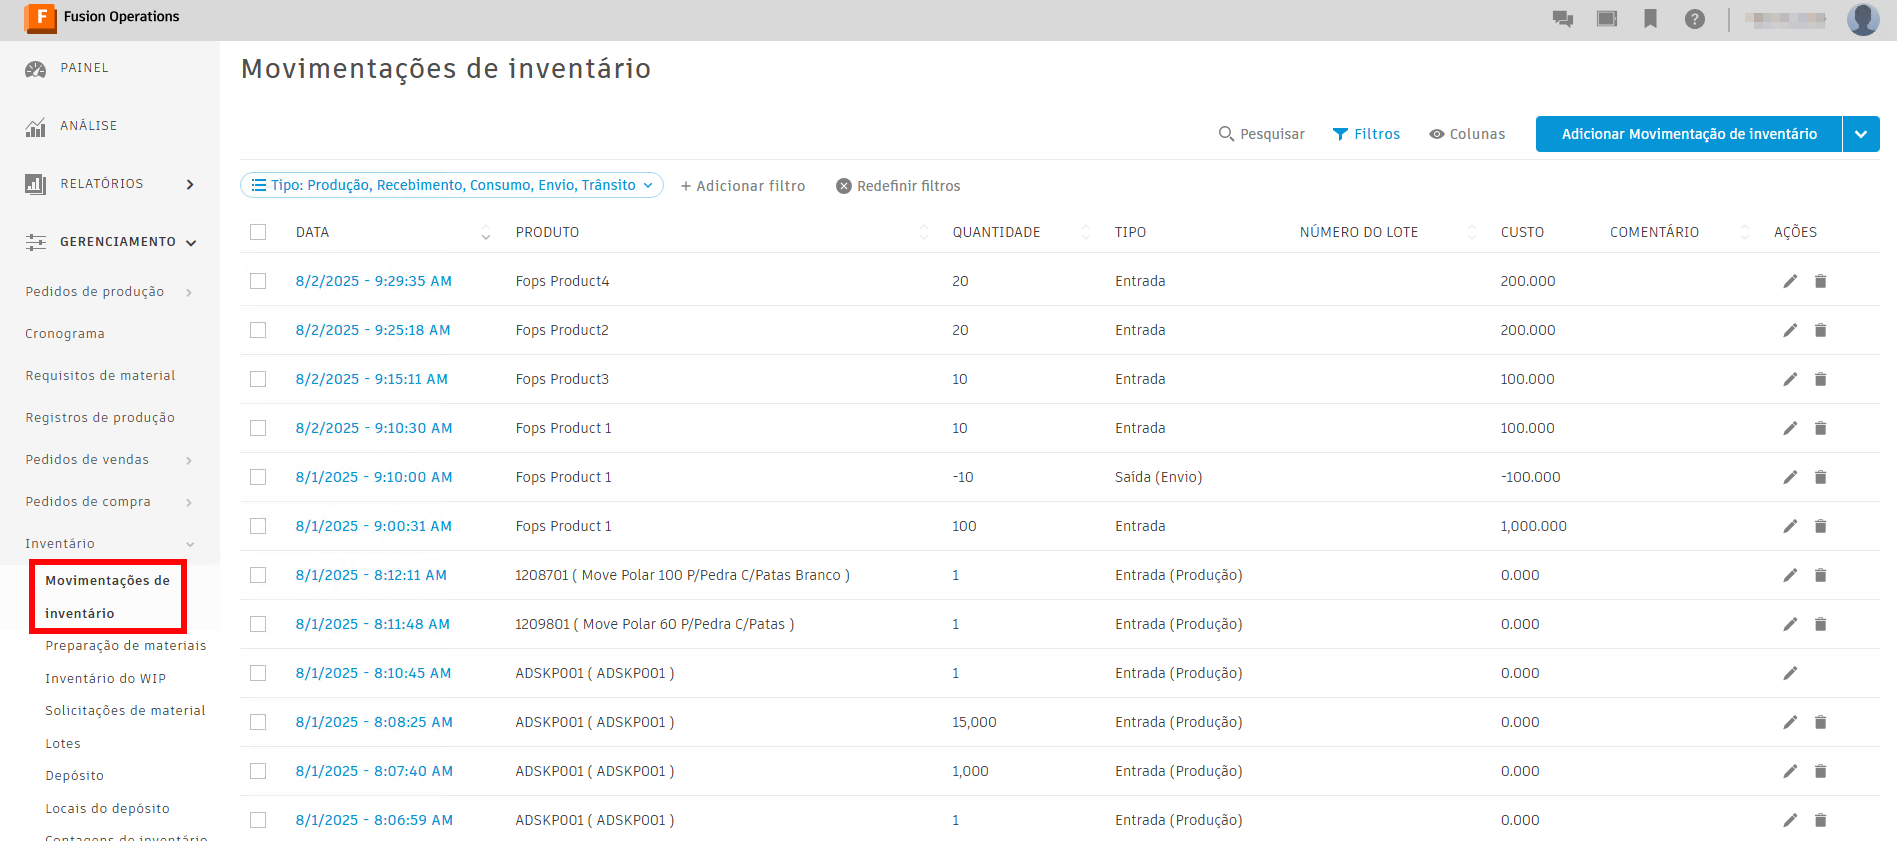 F Fusion Operations
PAINEL
ANÁLISE
RELATÓRIOS
GERENCIAMENTO
Pedidos de produção
Cronograma
Requisitos de material
Registros de produção
Pedidos de vendas
Pedidos de compra
Inventário
Movimentações de
inventário
Preparação de materiais
Inventário do WIP
Solicitações de material
Lotes
Depósito
Locais do depósito
Contagens de inventário
Movimentações de inventário
Pesquisar Filtros Colunas Adicionar Movimentação de inventário
Tipo: Produção, Recebimento, Consumo, Envio, Trânsito + Adicionar filtro Redefinir filtros
DATA PRODUTO QUANTIDADE TIPO NÚMERO DO LOTE CUSTO COMENTÁRIO AÇÕES
8/2/2025 - 9:29:35 AM Fops Product4 20 Entrada 200.000
8/2/2025 - 9:25:18 AM Fops Product2 20 Entrada 200.000
8/2/2025 - 9:15:11 AM Fops Product3 10 Entrada 100.000
8/2/2025 - 9:10:30 AM Fops Product 1 10 Entrada 100.000
8/1/2025 - 9:10:00 AM Fops Product 1 -10 Saída (Envio) -100.000
8/1/2025 - 9:00:31 AM Fops Product 1 100 Entrada 1,000.000
8/1/2025 - 8:12:11 AM 1208701 ( Move Polar 100 P/Pedra C/Patas Branco ) 1 Entrada (Produção) 0.000
8/1/2025 - 8:11:48 AM 1209801 ( Move Polar 60 P/Pedra C/Patas ) 1 Entrada (Produção) 0.000
8/1/2025 - 8:10:45 AM ADSKP001 ( ADSKP001 ) 1 Entrada (Produção) 0.000
8/1/2025 - 8:08:25 AM ADSKP001 ( ADSKP001 ) 15,000 Entrada (Produção) 0.000
8/1/2025 - 8:07:40 AM ADSKP001 ( ADSKP001 ) 1,000 Entrada (Produção) 0.000
8/1/2025 - 8:06:59 AM ADSKP001 ( ADSKP001 ) 1 Entrada (Produção) 0.000